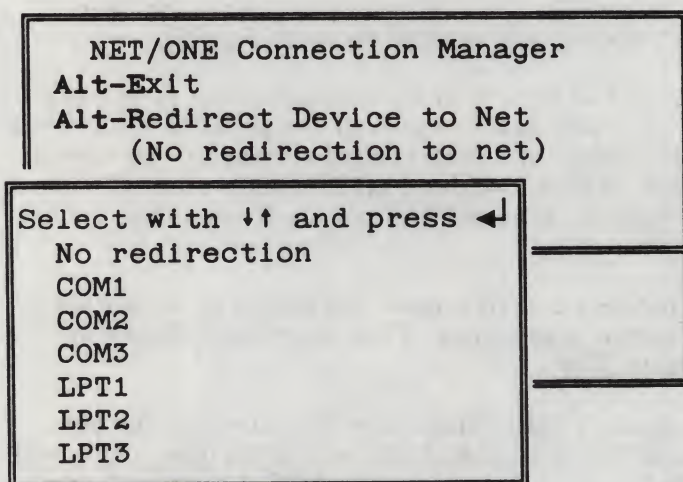 NET/ONE Connection Manager
Alt-Exit
Alt-Redirect Device to Net
(No redirection to net)
Select with ↓↑ and press ↵
No redirection
COM1
COM2
COM3
LPT1
LPT2
LPT3